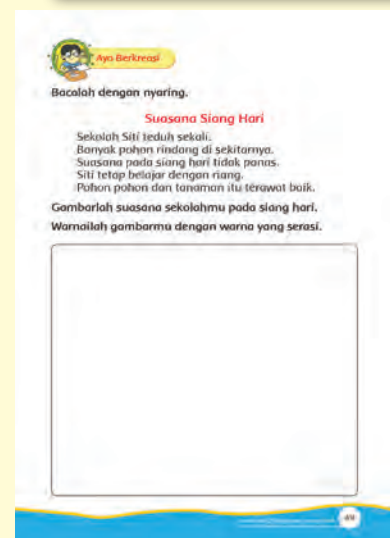 Ayo Berkreasi
Bacalah dengan nyaring.
Suasana Siang Hari
Sekolah Siti teduh sekali.
Banyak pohon rindang di sekitarnya.
Suasana pada siang hari tidak panas.
Siti tetap belajar dengan riang.
Pohon pohon dan tanaman itu terawat baik.
Gambarlah suasana sekolahmu pada siang hari.
Warnailah gambarmu dengan warna yang serasi.
49